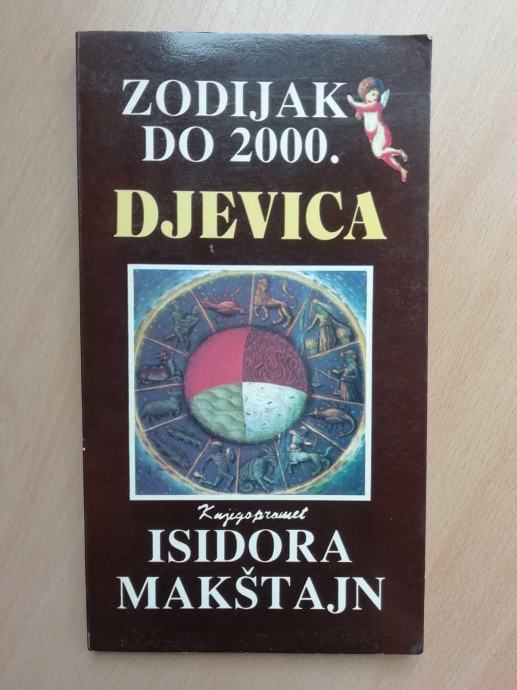 ZODIJAK
DO 2000.
DJEVICA
Knjigopromet
ISIDORA
MAKŠTAJN